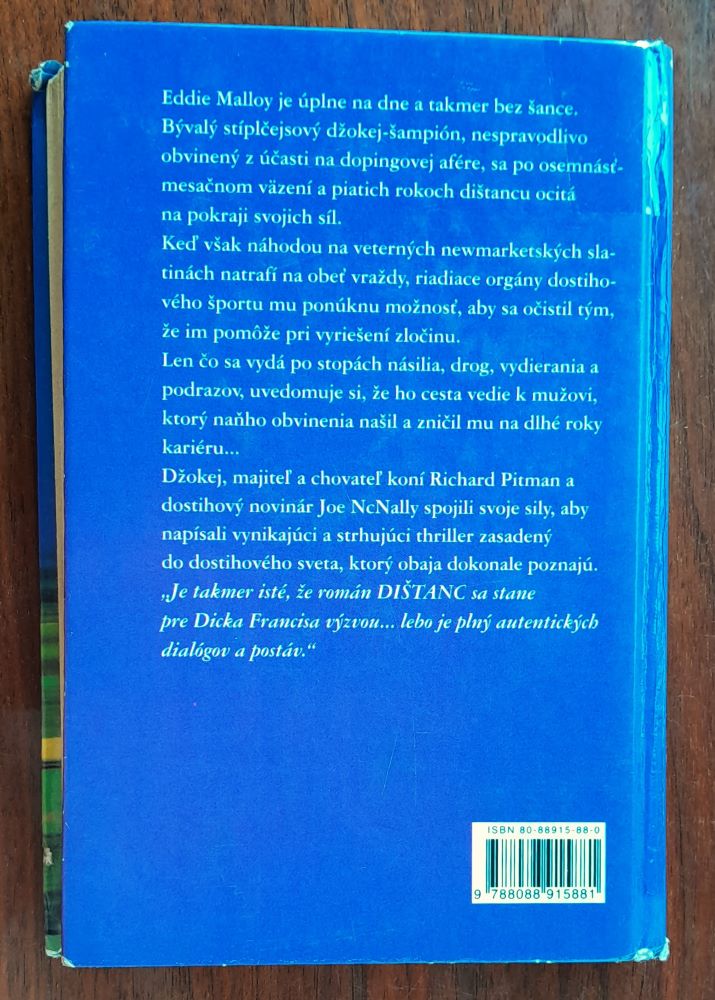 Eddie Malloy je úplne na dne a takmer bez šance.
Bývalý stíplčejsový džokej-šampión, nespravodlivo
obvinený z účasti na dopingovej afére, sa po osemnásť-
mesačnom väzení a piatich rokoch dištancu ocitá
na pokraji svojich síl.
Keď však náhodou na veterných newmarketských sla-
tinách natrafí na obeť vraždy, riadiace orgány dostiho-
vého športu mu ponúknu možnosť, aby sa očistil tým,
že im pomôže pri vyriešení zločinu.
Len čo sa vydá po stopách násilia, drog, vydierania a
podrazov, uvedomuje si, že ho cesta vedie k mužovi,
ktorý naňho obvinenia našil a zničil mu na dlhé roky
kariéru...
Džokej, majiteľ a chovateľ koní Richard Pitman a
dostihový novinár Joe NcNally spojili svoje sily, aby
napísali vynikajúci a strhujúci thriller zasadený
do dostihového sveta, ktorý obaja dokonale poznajú.
„Je takmer isté, že román DIŠTANC sa stane
pre Dicka Francisa výzvou... lebo je plný autentických
dialógov a postáv.“
ISBN 80-88915-88-0
9 788088 915881